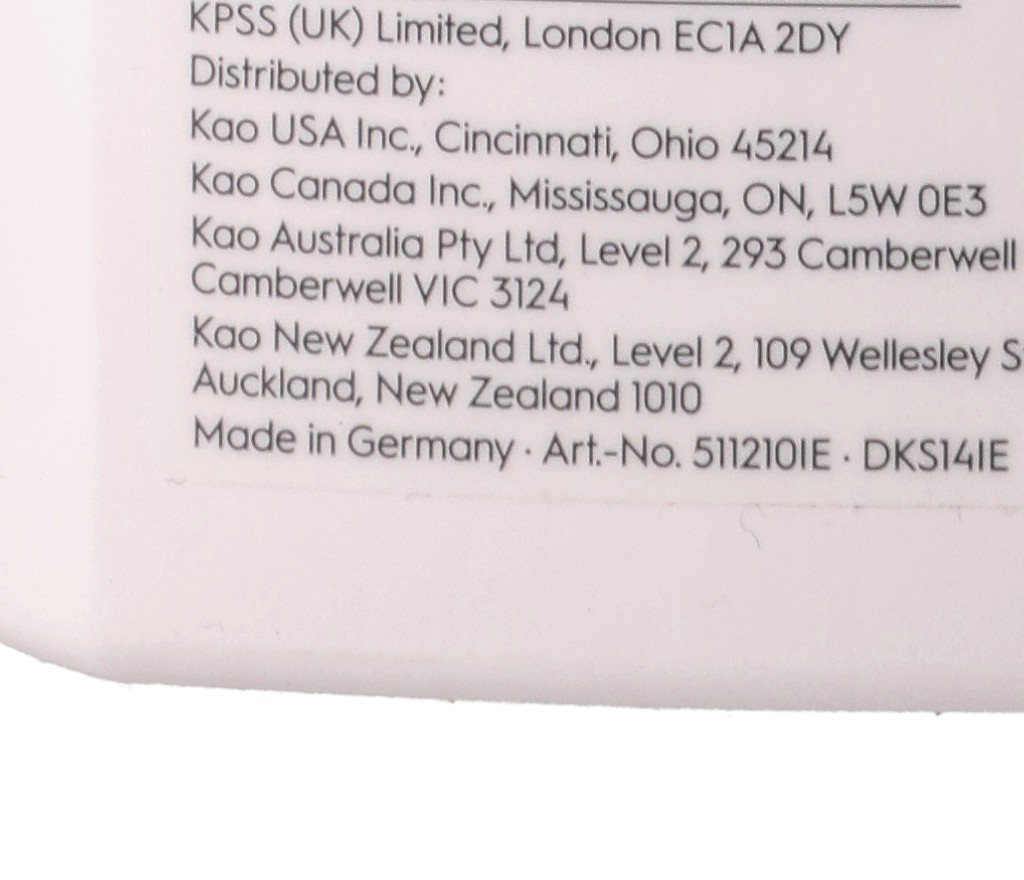 KPSS (UK) Limited, London EC1A 2DY
Distributed by:
Kao USA Inc., Cincinnati, Ohio 45214
Kao Canada Inc., Mississauga, ON, L5W 0E3
Kao Australia Pty Ltd, Level 2, 293 Camberwell
Camberwell VIC 3124
Kao New Zealand Ltd., Level 2, 109 Wellesley
Auckland, New Zealand 1010
Made in Germany · Art.-No. 511210IE · DKS14IE